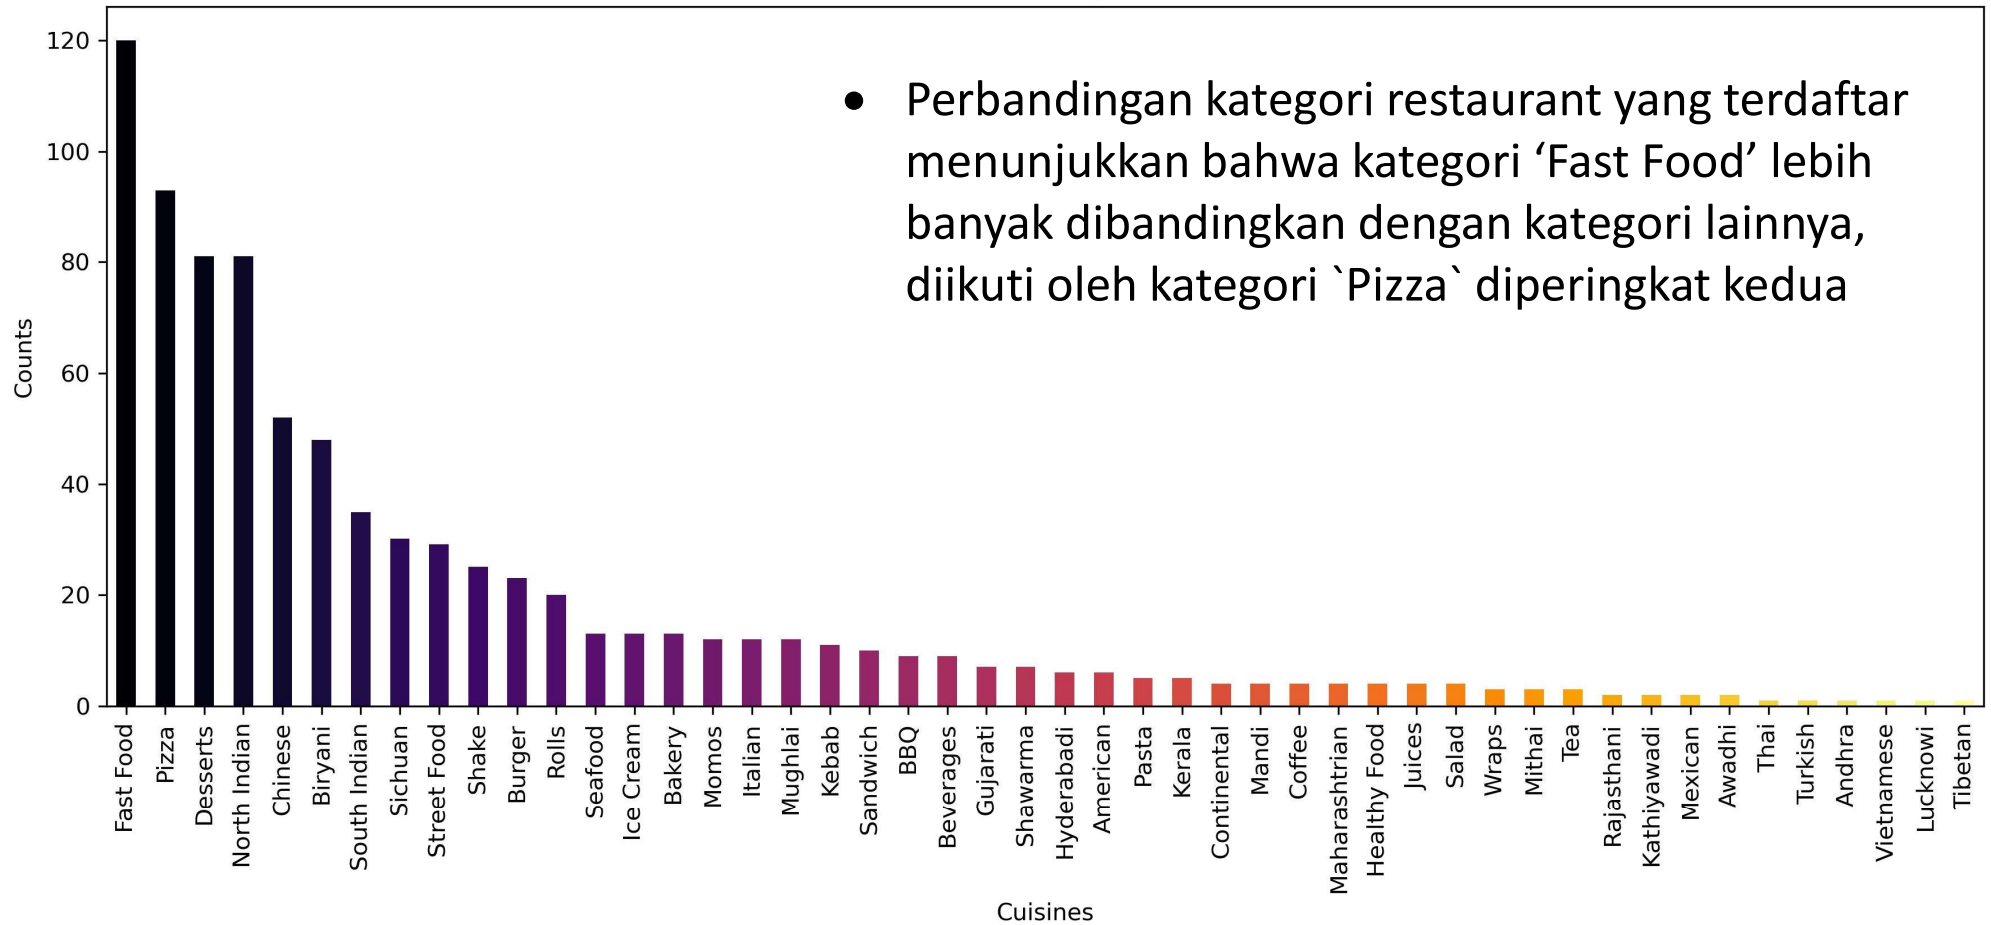 120
100
80
60
40
20
0
Counts
• Perbandingan kategori restaurant yang terdaftar
menunjukkan bahwa kategori ‘Fast Food’ lebih
banyak dibandingkan dengan kategori lainnya,
diikuti oleh kategori `Pizza` diperingkat kedua
Fast Food
Pizza
Desserts
North Indian
Chinese
Biryani
South Indian
Sichuan
Street Food
Shake
Burger
Rolls
Seafood
Ice Cream
Bakery
Momos
Italian
Mughlai
Kebab
Sandwich
BBQ
Beverages
Gujarati
Shawarma
Hyderabadi
American
Pasta
Kerala
Continental
Mandi
Coffee
Maharashtrian
Healthy Food
Juices
Salad
Wraps
Mithai
Tea
Rajasthani
Kathiyawadi
Mexican
Awadhi
Thai
Turkish
Andhra
Vietnamese
Lucknowi
Tibetan
Cuisines